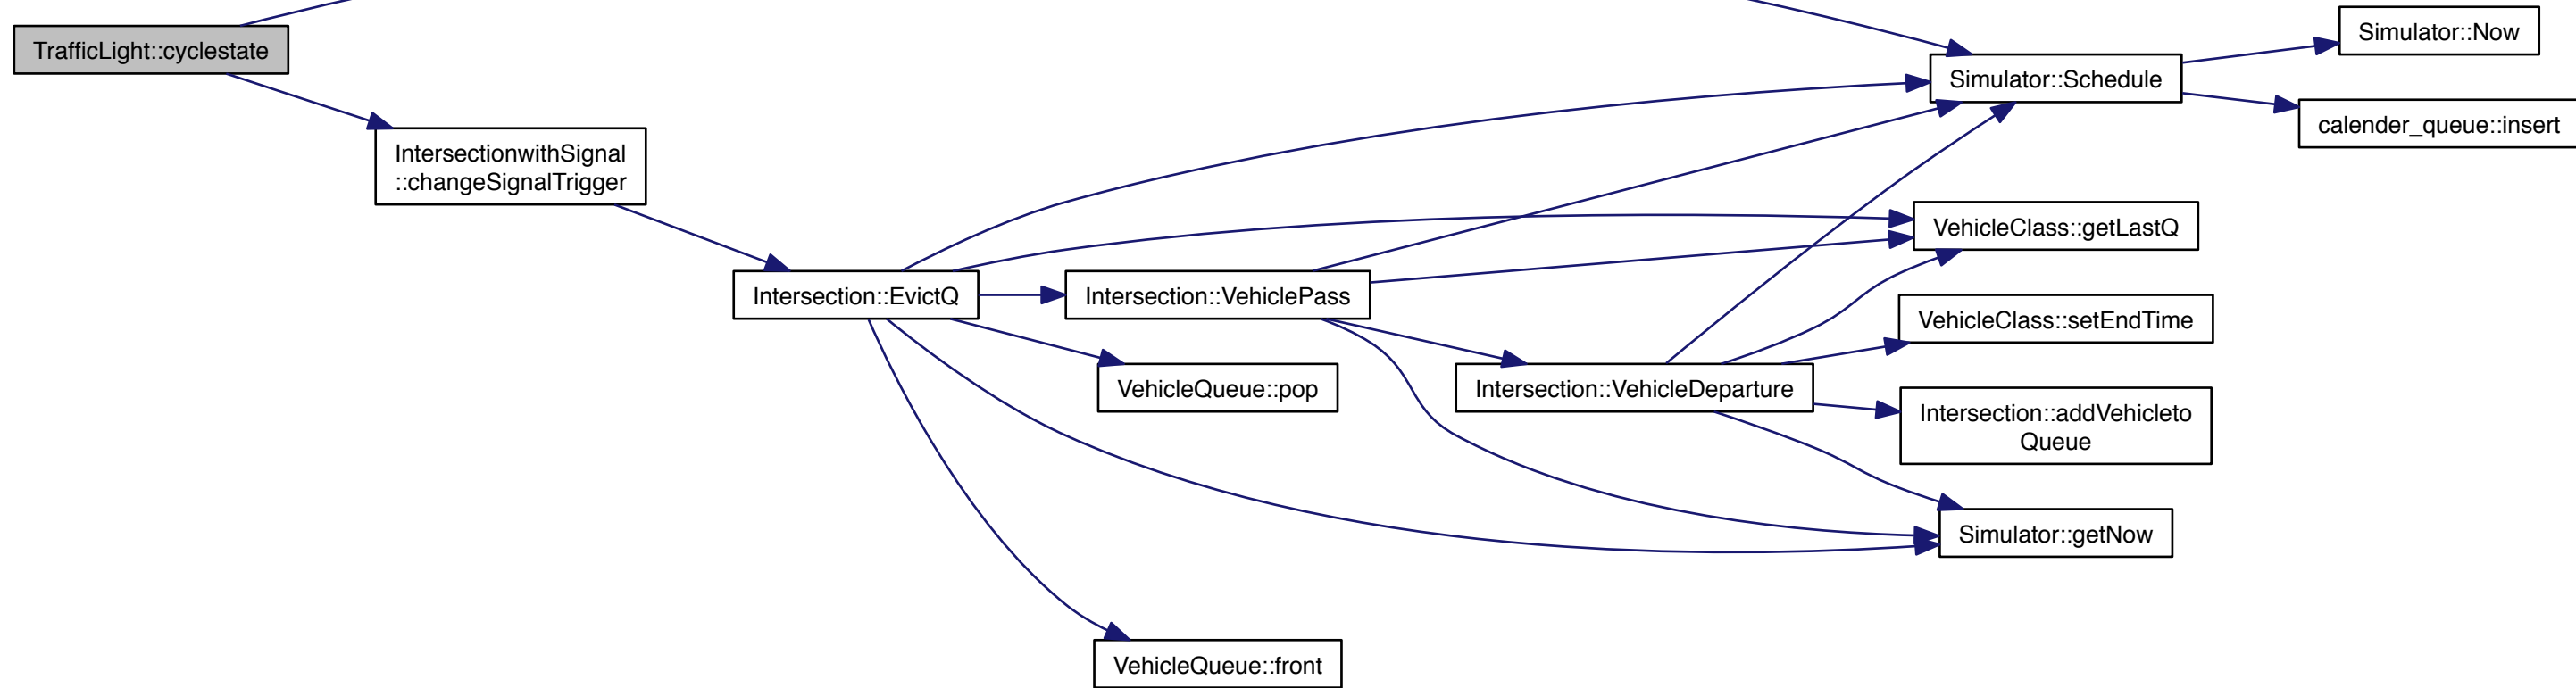 TrafficLight::cyclestate
IntersectionwithSignal
::changeSignalTrigger
Intersection::EvictQ
Intersection::VehiclePass
VehicleQueue::pop
VehicleQueue::front
Intersection::VehicleDeparture
Simulator::Schedule
VehicleClass::getLastQ
VehicleClass::setEndTime
Intersection::addVehicleto
Queue
Simulator::getNow
Simulator::Now
calender_queue::insert